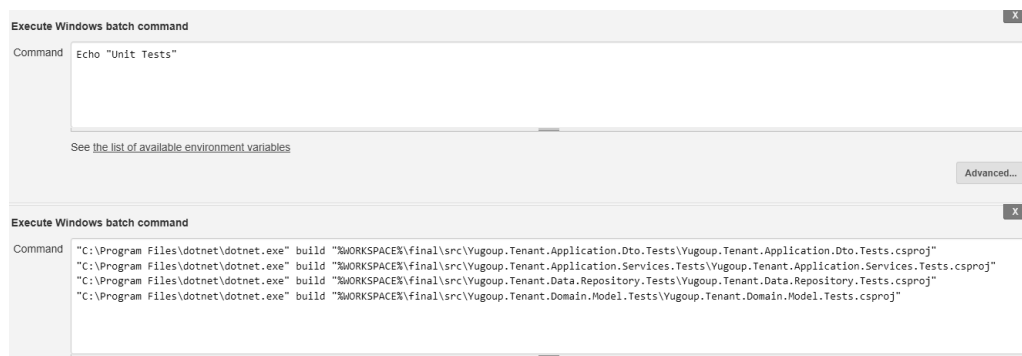 X
Execute Windows batch command
Command
Echo "Unit Tests"
See the list of available environment variables
Advanced...
X
Execute Windows batch command
Command
"C:\Program Files\dotnet\dotnet.exe" build "%WORKSPACE%\final\src\Yugoup.Tenant.Application.Dto.Tests\Yugoup.Tenant.Application.Dto.Tests.csproj"
"C:\Program Files\dotnet\dotnet.exe" build "%WORKSPACE%\final\src\Yugoup.Tenant.Application.Services.Tests\Yugoup.Tenant.Application.Services.Tests.csproj"
"C:\Program Files\dotnet\dotnet.exe" build "%WORKSPACE%\final\src\Yugoup.Tenant.Data.Repository.Tests\Yugoup.Tenant.Data.Repository.Tests.csproj"
"C:\Program Files\dotnet\dotnet.exe" build "%WORKSPACE%\final\src\Yugoup.Tenant.Domain.Model.Tests\Yugoup.Tenant.Domain.Model.Tests.csproj"